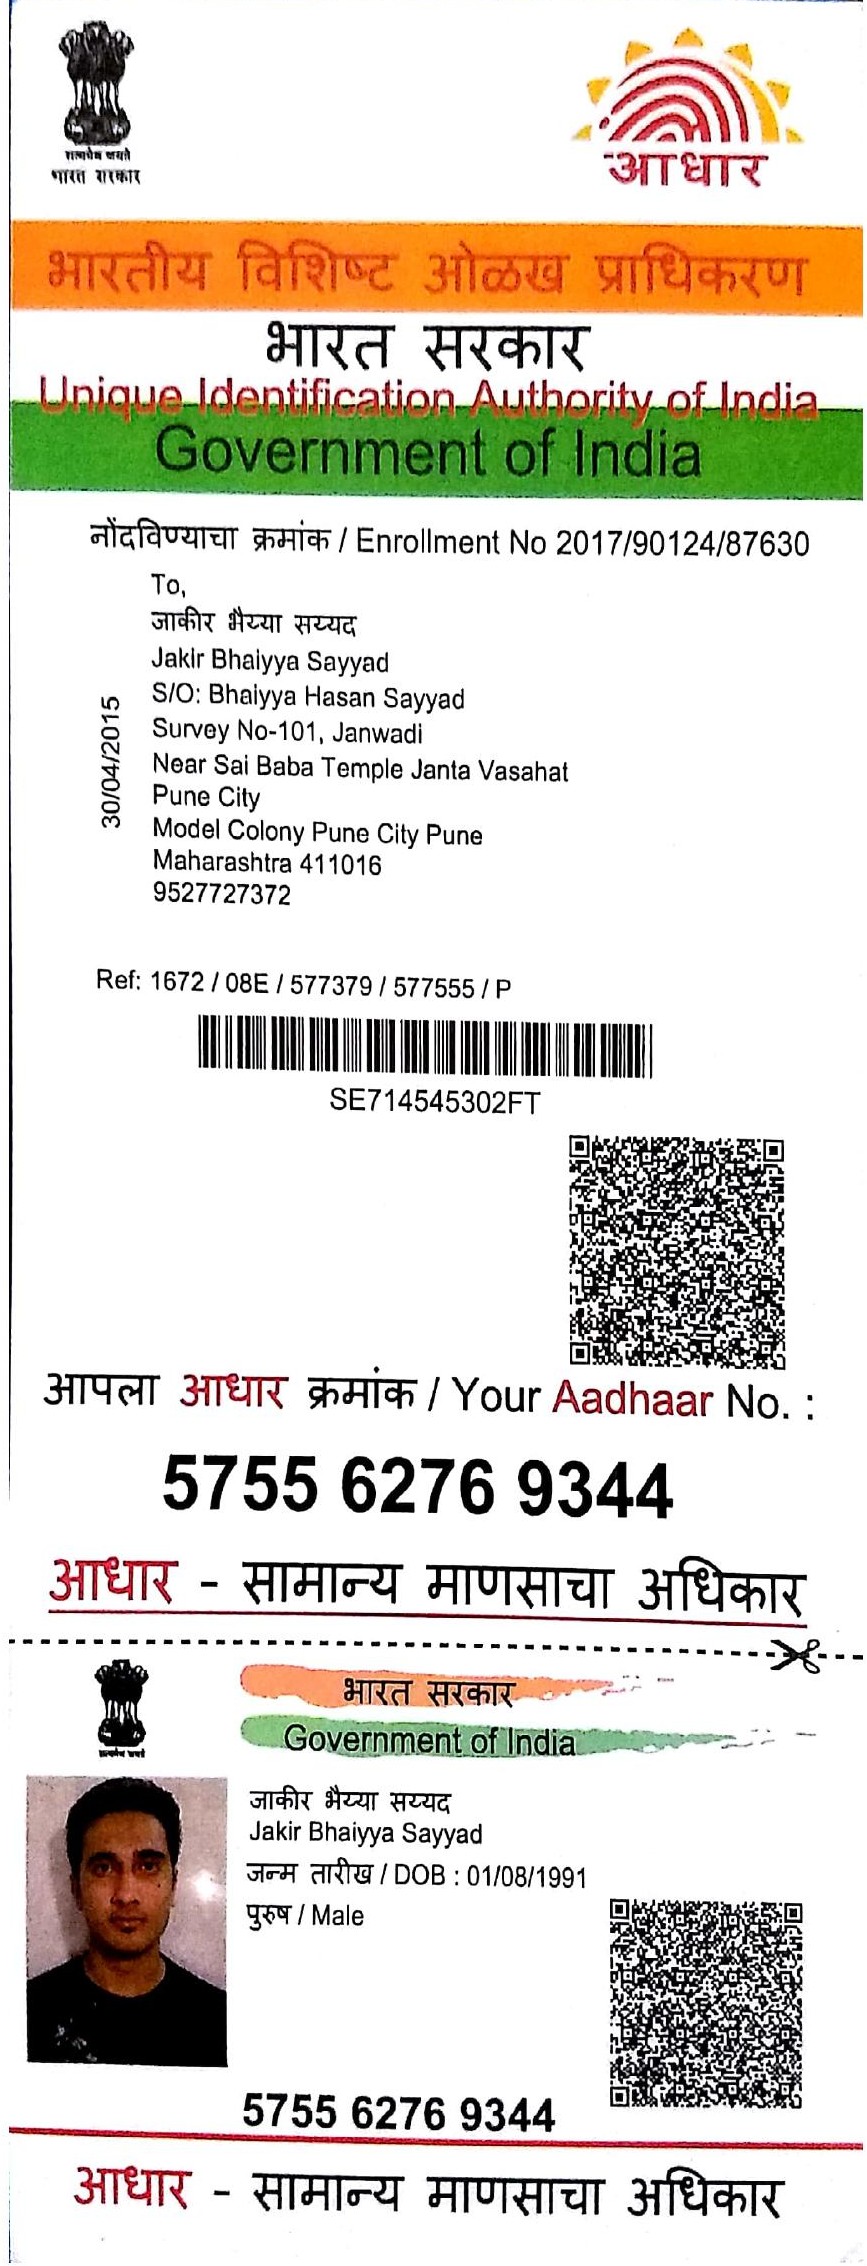 सत्यमेव जयते
भारत सरकार
आधार
भारतीय विशिष्ट ओळख प्राधिकरण
भारत सरकार
Unique Identification Authority of India
Government of India
नोंदविण्याचा क्रमांक / Enrollment No 2017/90124/87630
To,
जाकीर भैय्या सय्यद
Jakir Bhaiyya Sayyad
S/O: Bhaiyya Hasan Sayyad
Survey No-101, Janwadi
Near Sai Baba Temple Janta Vasahat
Pune City
Model Colony Pune City Pune
Maharashtra 411016
9527727372
30/04/2015
Ref: 1672 / 08E / 577379 / 577555 / P
SE714545302FT
आपला आधार क्रमांक / Your Aadhaar No. :
5755 6276 9344
आधार - सामान्य माणसाचा अधिकार
सत्यमेव जयते
भारत सरकार
Government of India
जाकीर भैय्या सय्यद
Jakir Bhaiyya Sayyad
जन्म तारीख / DOB : 01/08/1991
पुरुष / Male
5755 6276 9344
आधार - सामान्य माणसाचा अधिकार